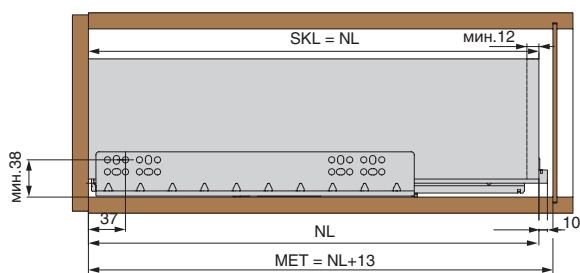 SKL = NL
мин.12
мин.38
37
NL
10
MET = NL+13